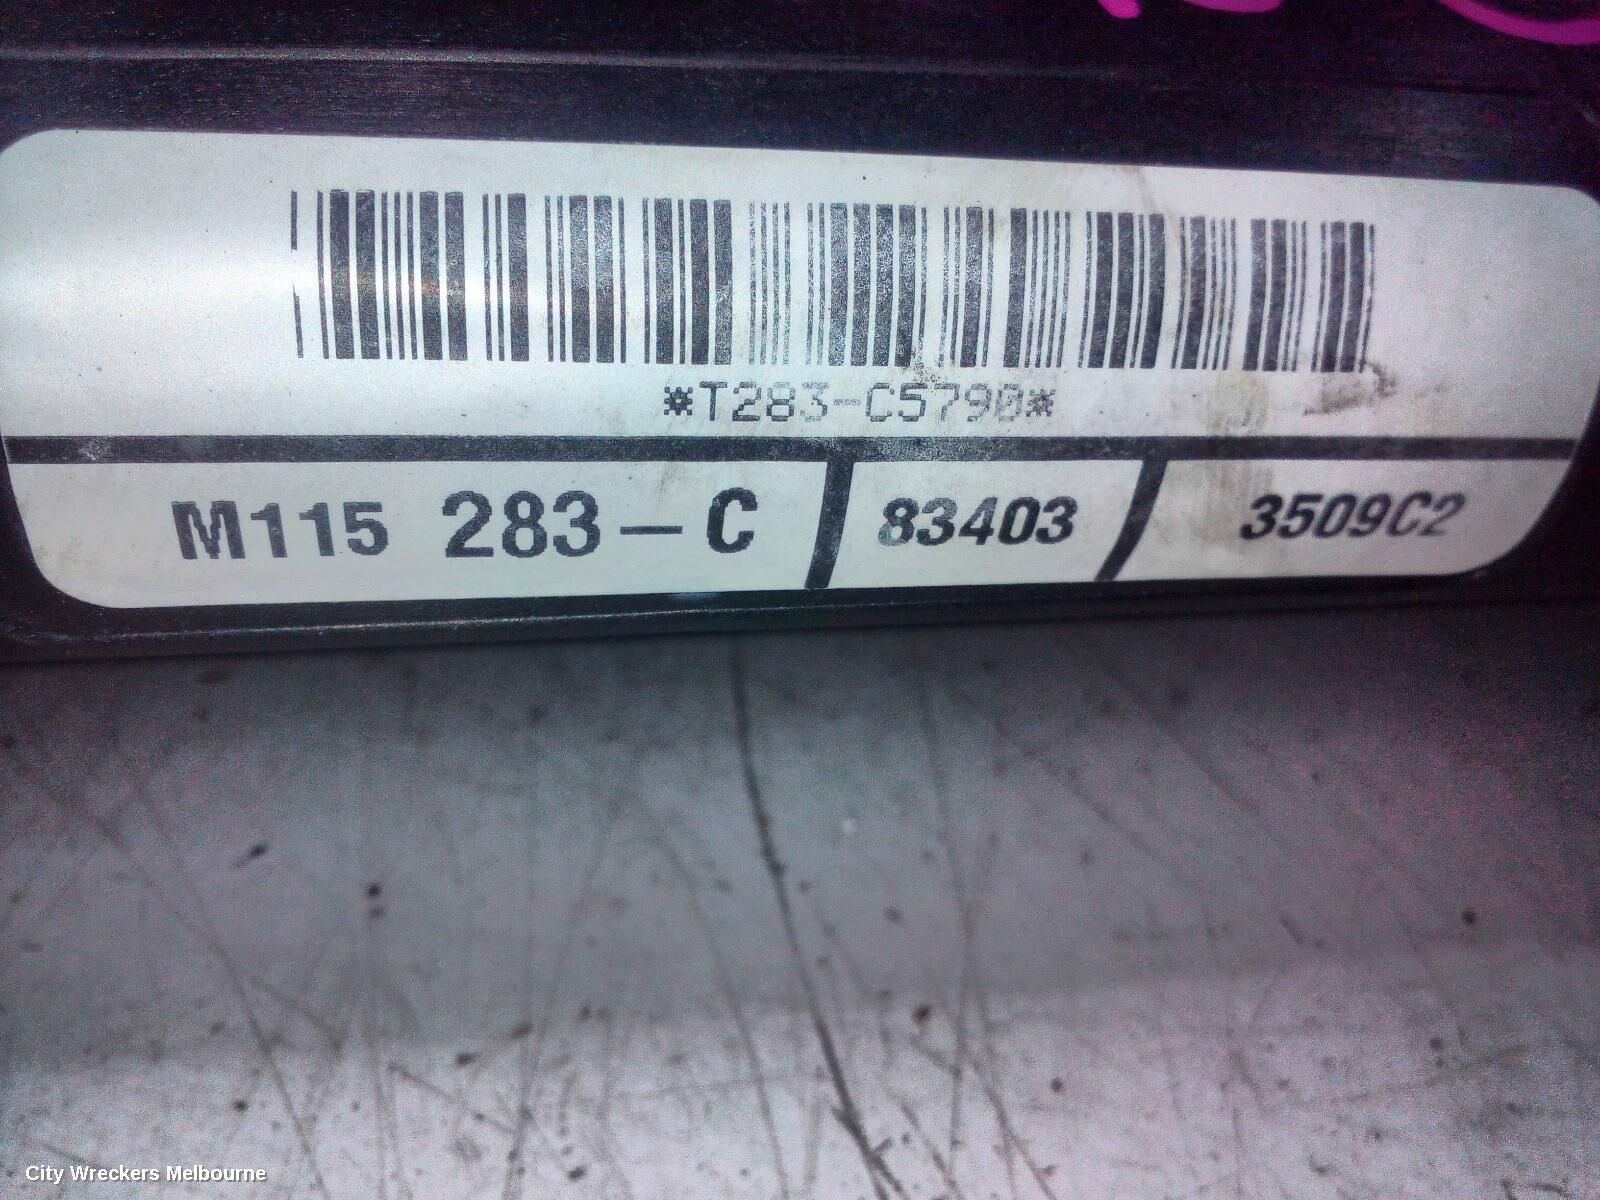 *T283-C5790*
M115 283-C 83403 3509C2
City Wreckers Melbourne